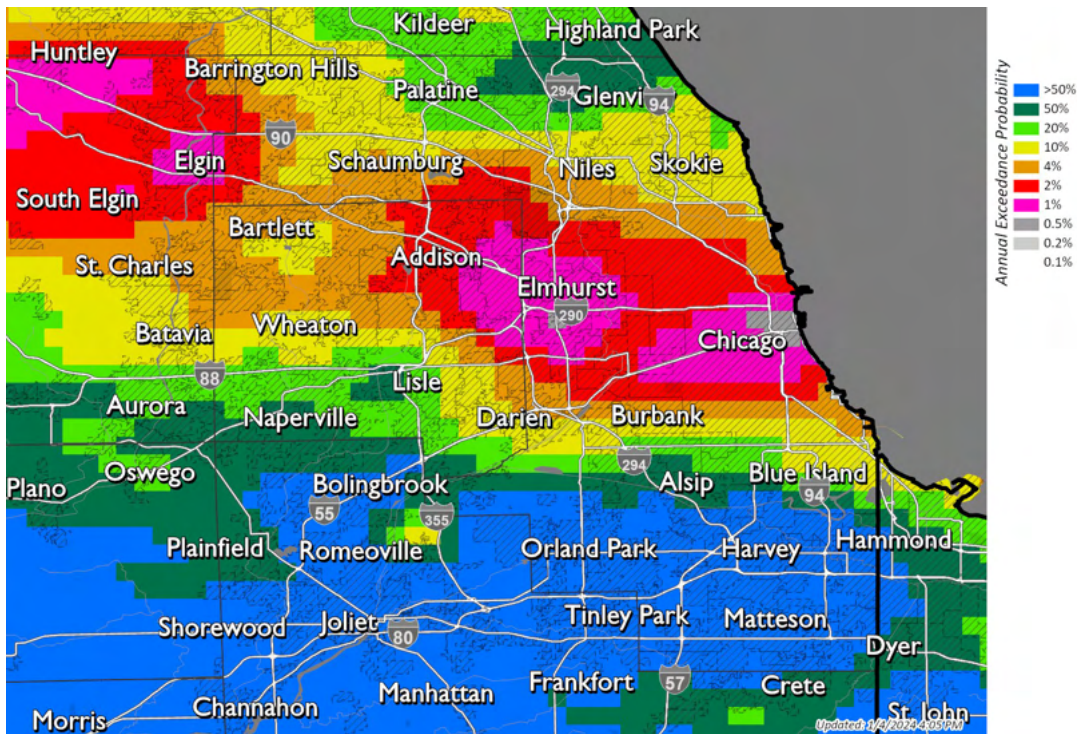 Kildeer
Highland Park
Huntley
Barrington Hills
Palatine
294
Glenvi
94
90
Elgin
Schaumburg
Niles
Skokie
South Elgin
Bartlett
Addison
St. Charles
Elmhurst
290
Batavia
Wheaton
Chicago
88
Lisle
Aurora
Naperville
Darien
Burbank
Oswego
294
Plano
Bolingbrook
Alsip
Blue Island
94
55
355
Plainfield
Romeoville
Orland Park
Harvey
Hammond
Shorewood
Joliet
80
Tinley Park
Matteson
Dyer
Channahon
Manhattan
Frankfort
57
Crete
Morris
St. John
Updated: 1/4/2024 4:05 PM
Annual Exceedance Probability
>50%
50%
20%
10%
4%
2%
1%
0.5%
0.2%
0.1%